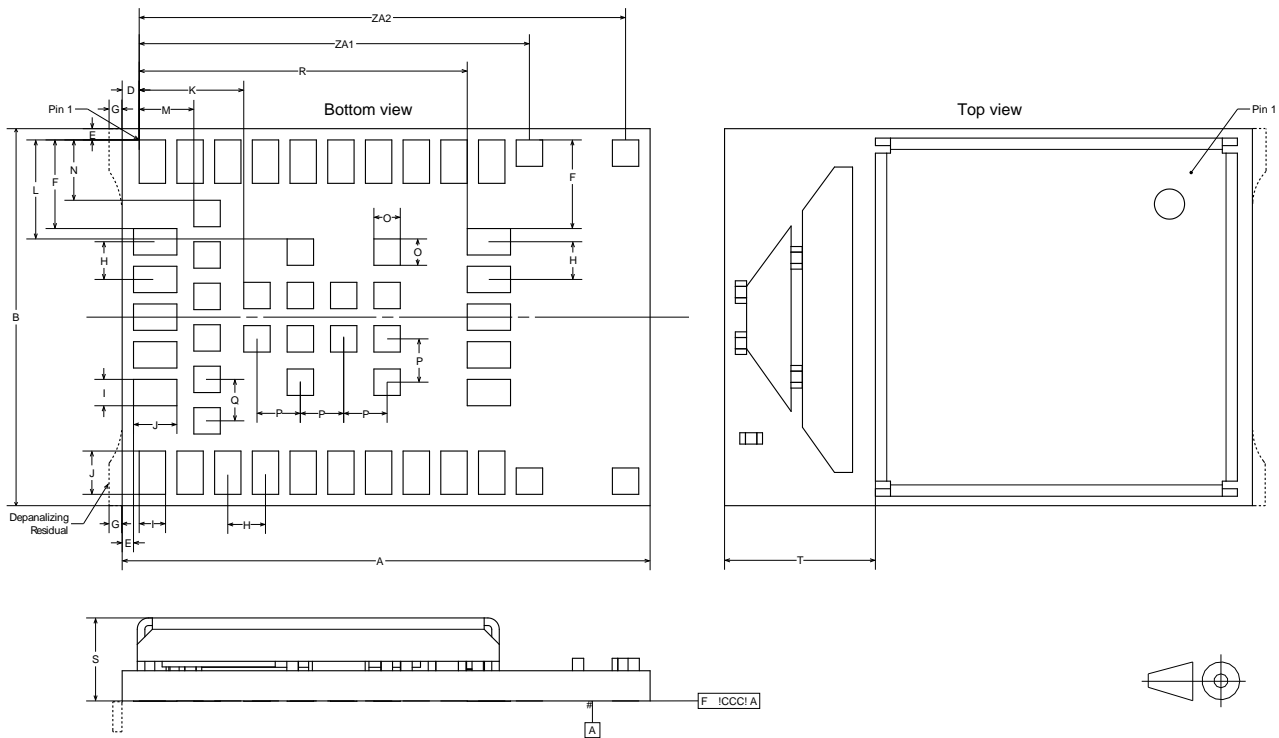 ZA2
ZA1
R
D
K
G
M
Pin 1
Bottom view
Top view
Pin 1
E
N
F
L
F
O
O
H
H
B
P
I
Q
P
P
P
J
J
Depanalizing
Residual
G
I
H
E
A
T
S
F !CCC! A
#
A